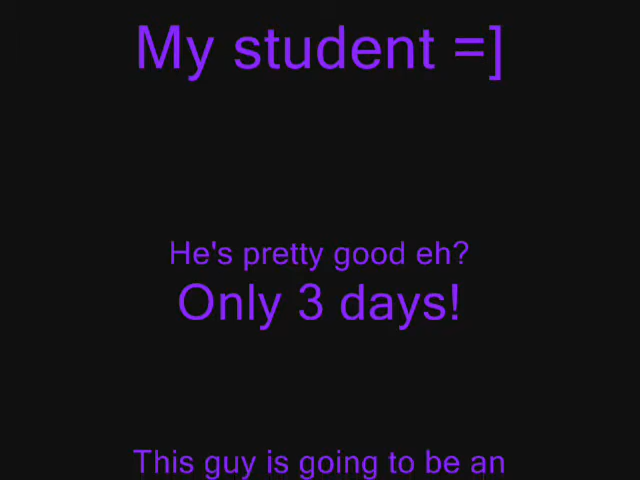 My student =]
He's pretty good eh?
Only 3 days!
This guy is going to be an